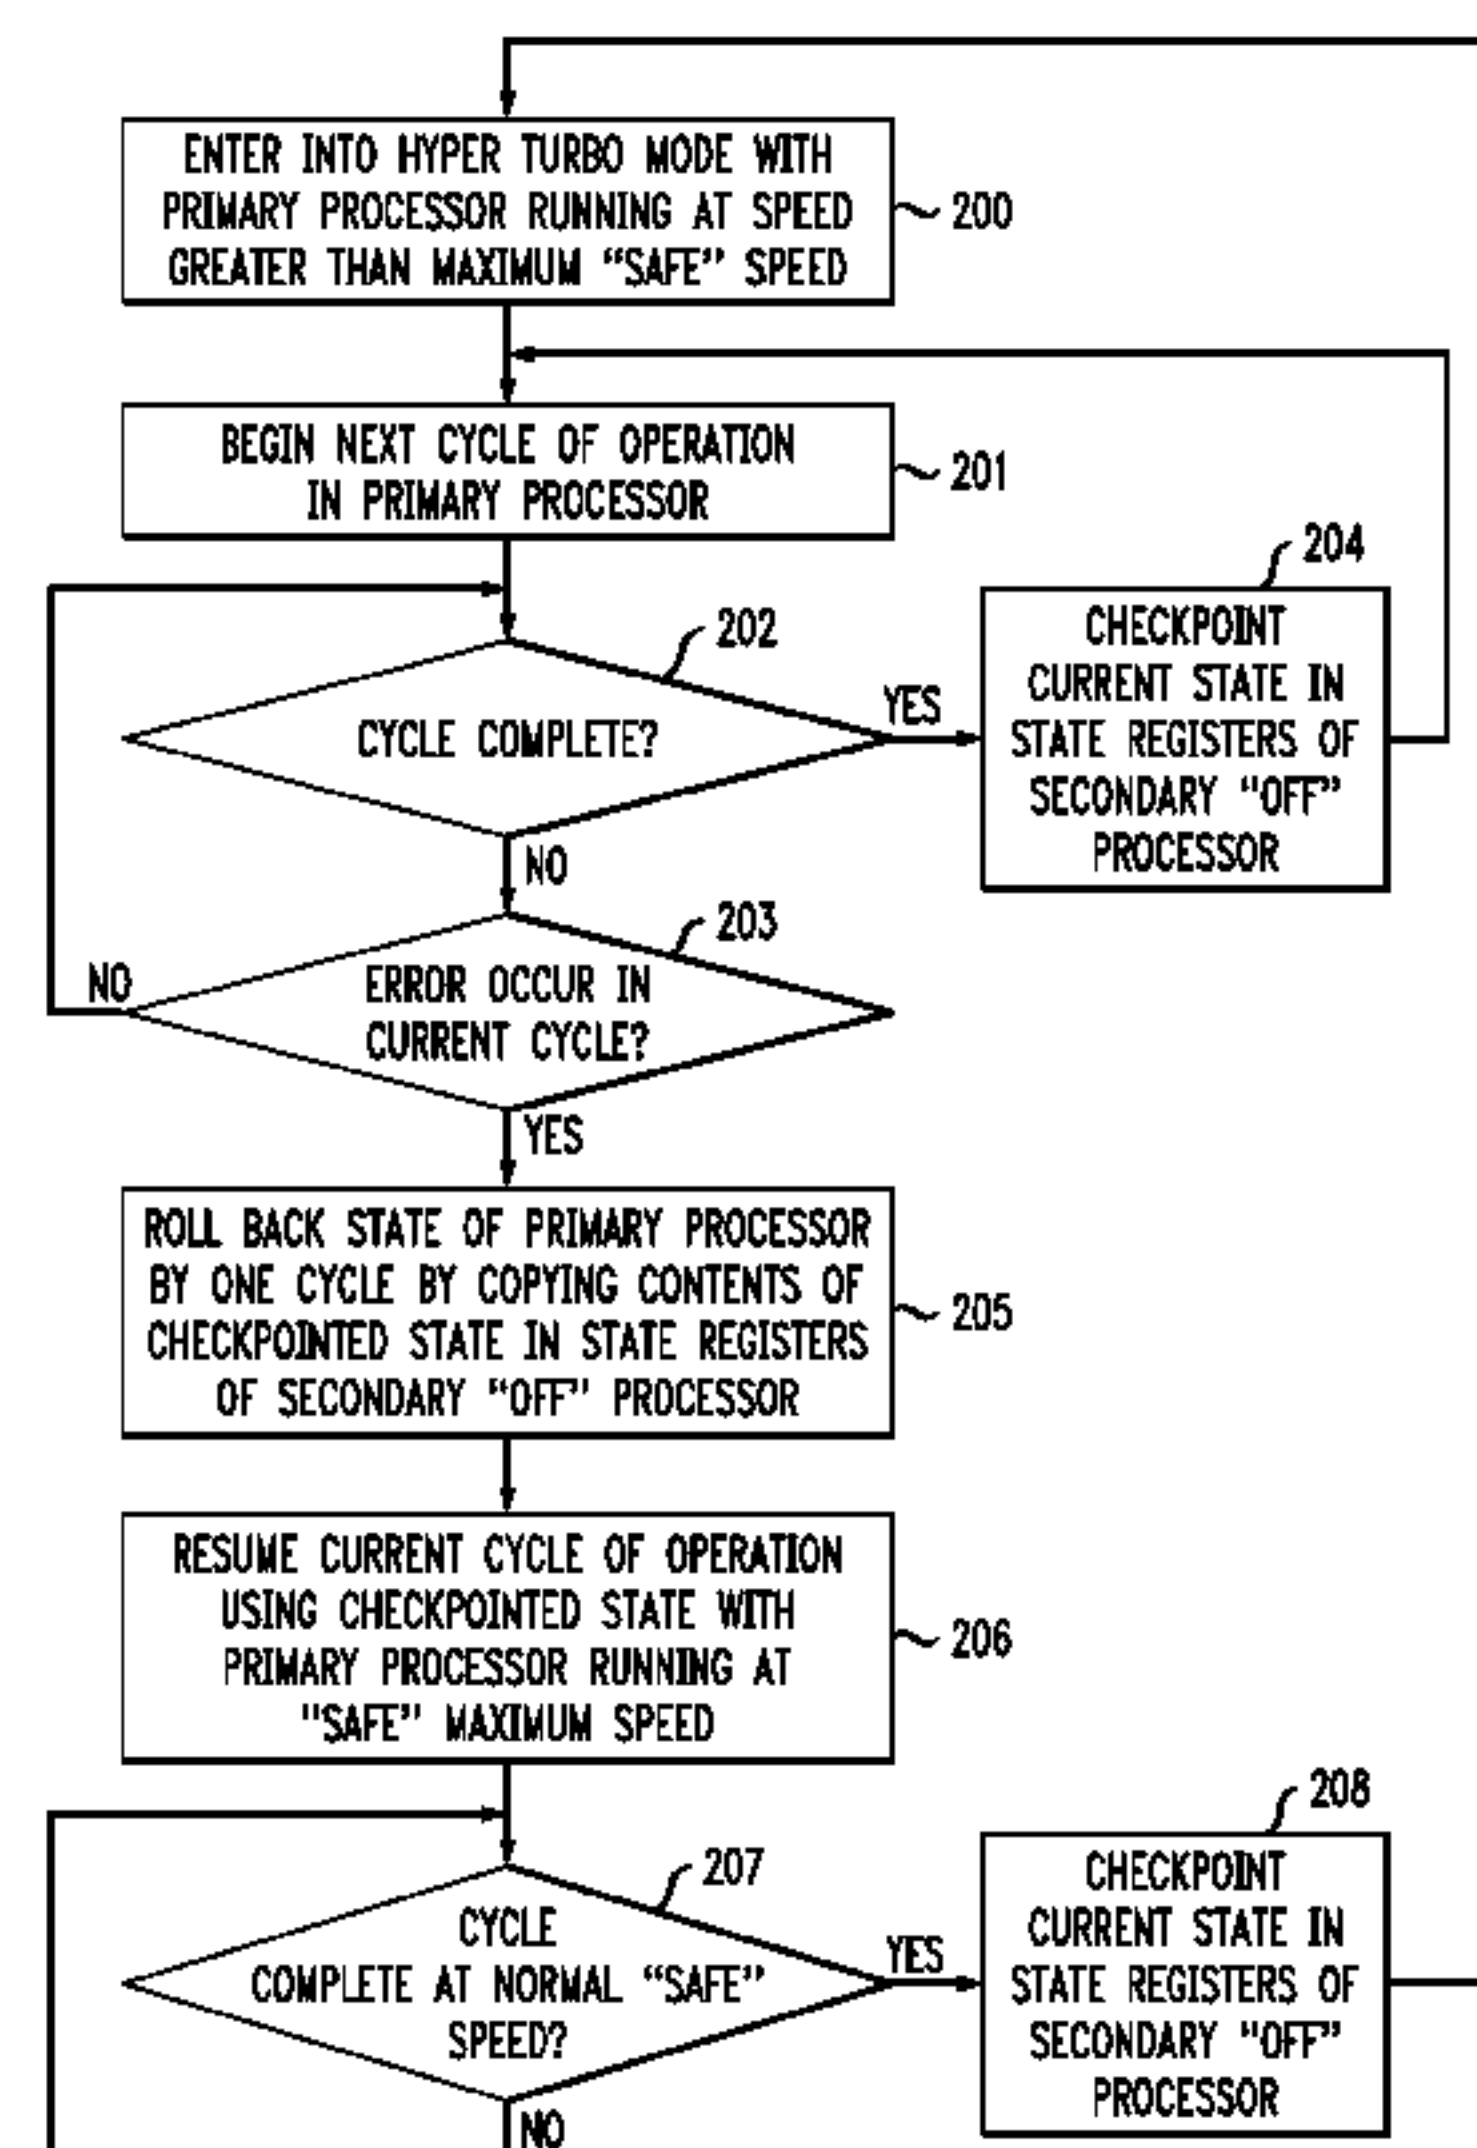 ENTER INTO HYPER TURBO MODE WITH
PRIMARY PROCESSOR RUNNING AT SPEED
GREATER THAN MAXIMUM “SAFE” SPEED
200
BEGIN NEXT CYCLE OF OPERATION
IN PRIMARY PROCESSOR
201
202
CYCLE COMPLETE?
YES
NO
204
CHECKPOINT
CURRENT STATE IN
STATE REGISTERS OF
SECONDARY "OFF"
PROCESSOR
203
ERROR OCCUR IN
CURRENT CYCLE?
NO
YES
ROLL BACK STATE OF PRIMARY PROCESSOR
BY ONE CYCLE BY COPYING CONTENTS OF
CHECKPOINTED STATE IN STATE REGISTERS
OF SECONDARY "OFF" PROCESSOR
205
RESUME CURRENT CYCLE OF OPERATION
USING CHECKPOINTED STATE WITH
PRIMARY PROCESSOR RUNNING AT
"SAFE" MAXIMUM SPEED
206
207
CYCLE
COMPLETE AT NORMAL “SAFE”
SPEED?
YES
NO
208
CHECKPOINT
CURRENT STATE IN
STATE REGISTERS OF
SECONDARY "OFF"
PROCESSOR